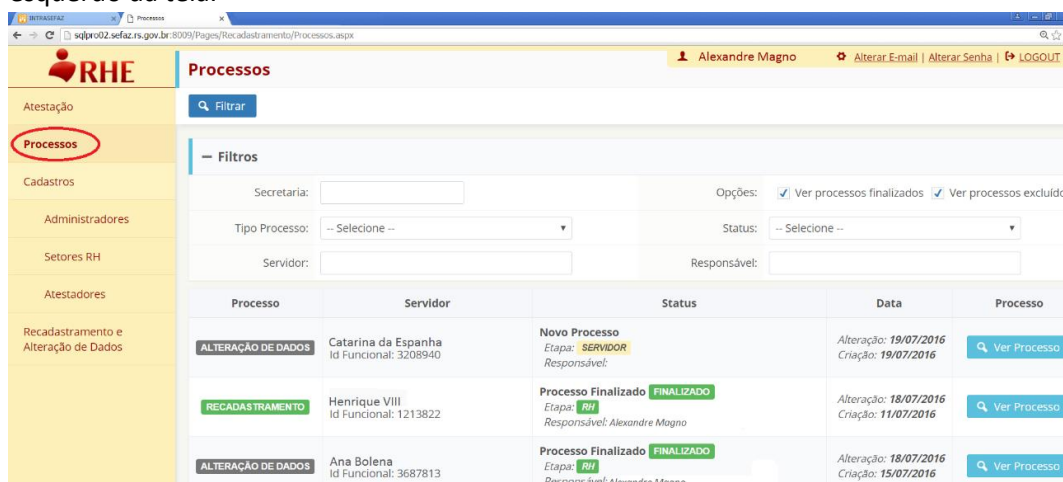 INTRASEFAZ
Processos
sqlpro02.sefaz.rs.gov.br:8009/Pages/Recadastramento/Processos.aspx
RHE
Processos
Alexandre Magno
Alterar E-mail | Alterar Senha | LOGOUT
Atestação
Filtrar
Processos
Filtros
Cadastros
Secretaria:
Opções:
Ver processos finalizados
Ver processos excluído
Administradores
Tipo Processo:
-- Selecione --
Status:
-- Selecione --
Setores RH
Servidor:
Responsável:
Atestadores
Processo
Servidor
Status
Data
Processo
Recadastramento e
Alteração de Dados
ALTERAÇÃO DE DADOS
Catarina da Espanha
Id Funcional: 3208940
Novo Processo
Etapa: SERVIDOR
Responsável:
Alteração: 19/07/2016
Criação: 19/07/2016
Ver Processo
RECADASTRAMENTO
Henrique VIII
Id Funcional: 1213822
Processo Finalizado FINALIZADO
Etapa: RH
Responsável: Alexandre Magno
Alteração: 18/07/2016
Criação: 11/07/2016
Ver Processo
ALTERAÇÃO DE DADOS
Ana Bolena
Id Funcional: 3687813
Processo Finalizado FINALIZADO
Etapa: RH
Alteração: 18/07/2016
Criação: 15/07/2016
Ver Processo